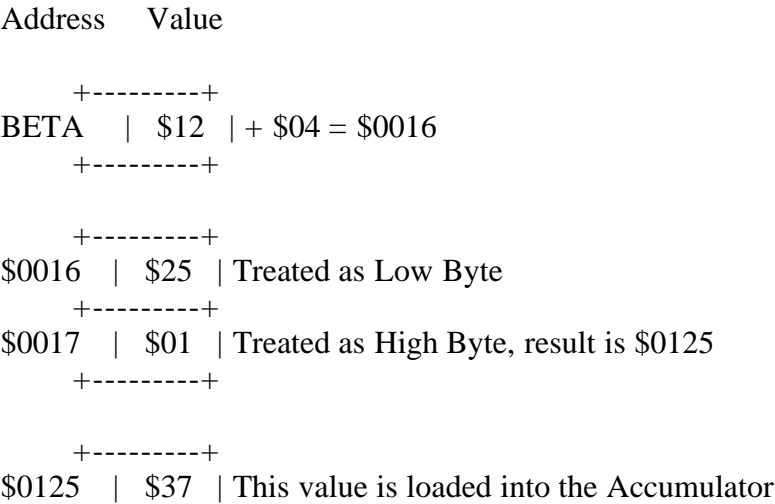 Address Value
+---------+
BETA | $12 | + $04 = $0016
+---------+
+---------+
$0016 | $25 | Treated as Low Byte
+---------+
$0017 | $01 | Treated as High Byte, result is $0125
+---------+
+---------+
$0125 | $37 | This value is loaded into the Accumulator